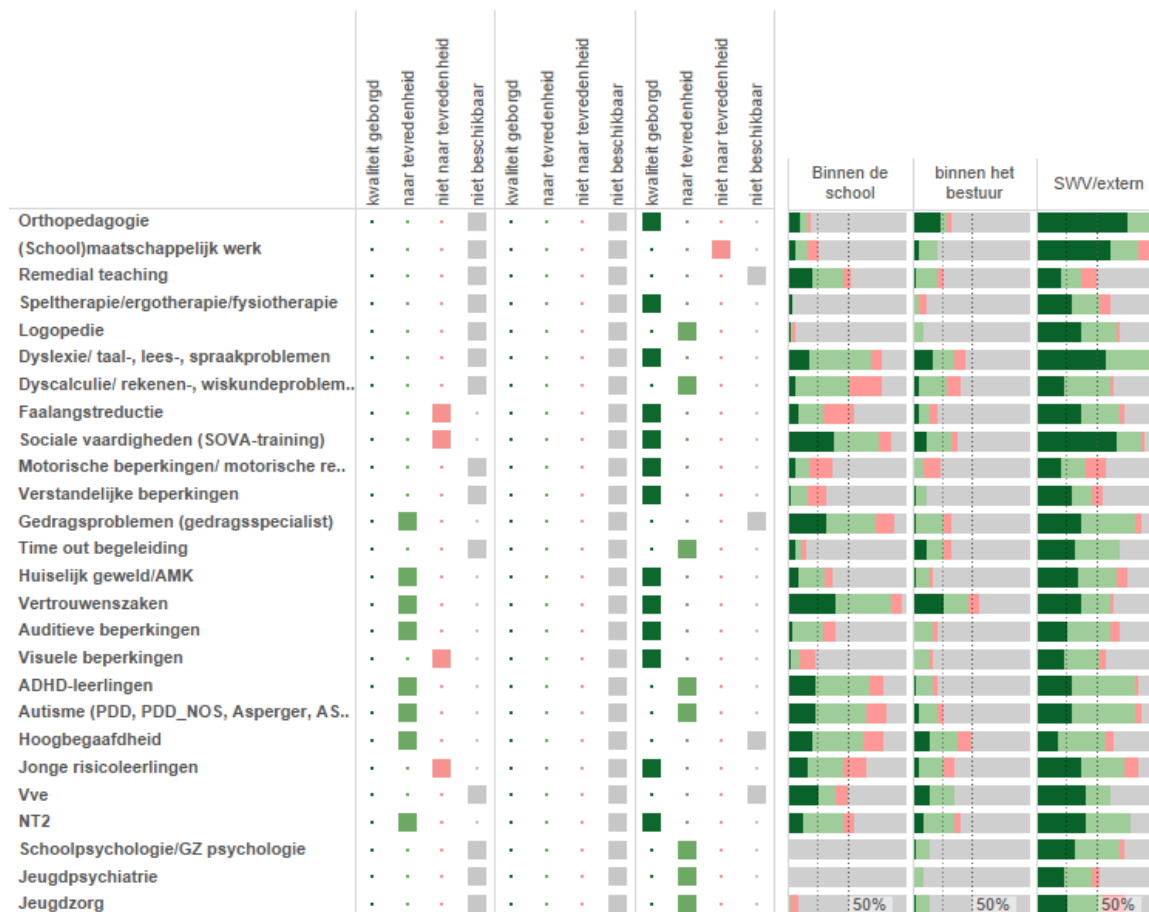 kwaliteit geborgd
naar tevredenheid
niet naar tevredenheid
niet beschikbaar
kwaliteit geborgd
naar tevredenheid
niet naar tevredenheid
niet beschikbaar
kwaliteit geborgd
naar tevredenheid
niet naar tevredenheid
niet beschikbaar
Binnen de
school
binnen het
bestuur
SWV/extern
Orthopedagogie
(School)maatschappelijk werk
Remedial teaching
Speltherapie/ergotherapie/fysiotherapie
Logopedie
Dyslexie/ taal-, lees-, spraakproblemen
Dyscalculie/ rekenen-, wiskundeproblem..
Faalangstreductie
Sociale vaardigheden (SOVA-training)
Motorische beperkingen/ motorische re..
Verstandelijke beperkingen
Gedragsproblemen (gedragsspecialist)
Time out begeleiding
Huiselijk geweld/AMK
Vertrouwenszaken
Auditieve beperkingen
Visuele beperkingen
ADHD-leerlingen
Autisme (PDD, PDD_NOS, Asperger, AS..
Hoogbegaafdheid
Jonge risicoleerlingen
Vve
NT2
Schoolpsychologie/GZ psychologie
Jeugdpsychiatrie
Jeugdzorg 50% 50% 50%